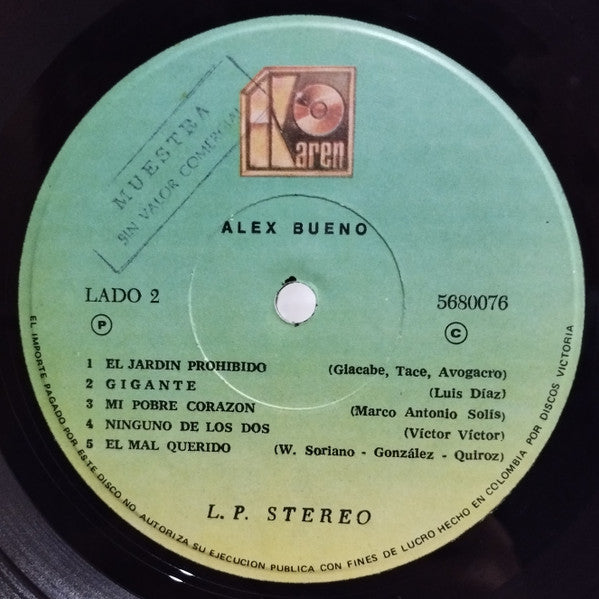 MUESTRA
SIN VALOR COMERCIAL
Karen
ALEX BUENO
LADO 2
5680076
P
C
1 EL JARDIN PROHIBIDO (Giacabe, Tace, Avogacro)
2 GIGANTE (Luis Díaz)
3 MI POBRE CORAZON (Marco Antonio Solís)
4 NINGUNO DE LOS DOS (Víctor Víctor)
5 EL MAL QUERIDO (W. Soriano - González - Quiroz)
L.P. STEREO
EL IMPORTE PAGADO POR ESTE DISCO NO AUTORIZA SU EJECUCION PUBLICA CON FINES DE LUCRO HECHO EN COLOMBIA POR DISCOS VICTORIA